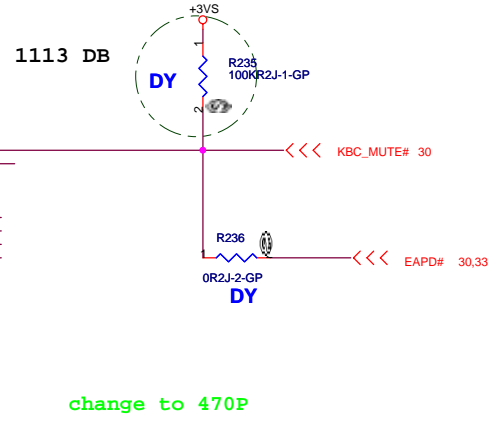 +3VS
1
1113 DB
R235
100KR2J-1-GP
DY
2
KBC_MUTE# 30
R236
1
EAPD# 30,33
0R2J-2-GP
DY
change to 470P